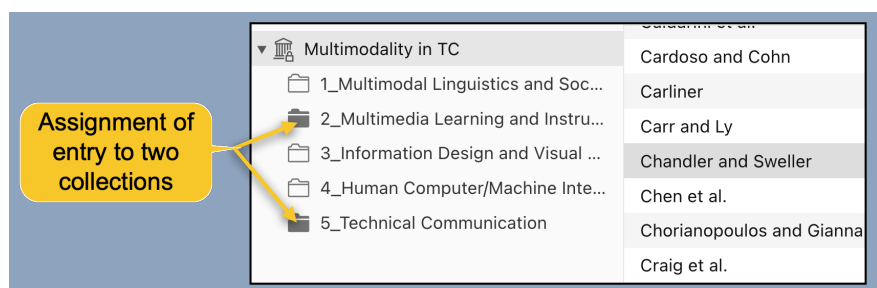 Assignment of
entry to two
collections
Multimodality in TC
1_Multimodal Linguistics and Soc...
2_Multimedia Learning and Instru...
3_Information Design and Visual ...
4_Human Computer/Machine Inte...
5_Technical Communication
Cardoso and Cohn
Carliner
Carr and Ly
Chandler and Sweller
Chen et al.
Chorianopoulos and Gianna
Craig et al.